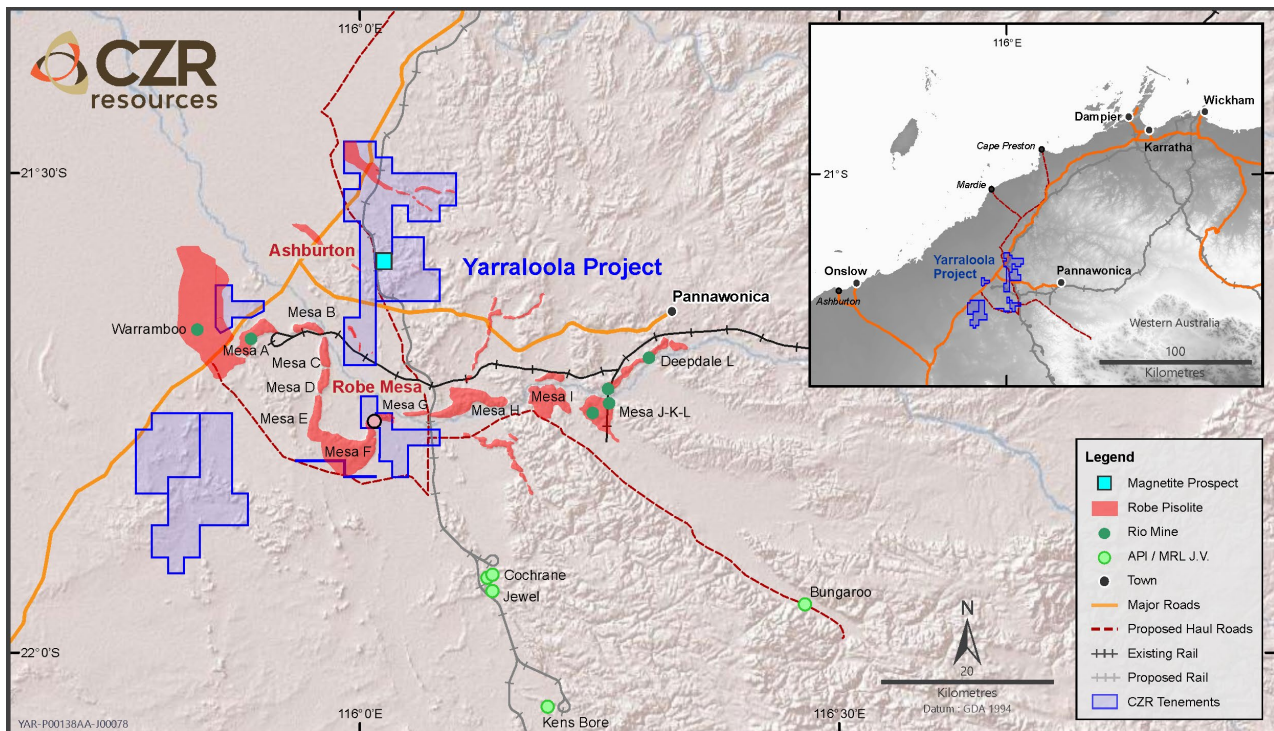 CZR
resources
116°0'E
21°30'S
Ashburton
Yarraloola Project
Pannawonica
Warramboo
Mesa B
Mesa A
Mesa C
Deepdale L
Mesa D
Robe Mesa
Mesa G
Mesa H
Mesa I
Mesa J-K-L
Mesa E
Mesa F
Cochrane
Jewel
Bungaroo
22°0'S
Kens Bore
N
20
Kilometres
Datum : GDA 1994
YAR-P00138AA-J00078
116°0'E
116°30'E
116°E
Wickham
Dampier
Karratha
Cape Preston
21°S
Mardie
Yarraloola
Project
Onslow
Pannawonica
Ashburton
Western Australia
100
Kilometres
Legend
Magnetite Prospect
Robe Pisolite
Rio Mine
API / MRL J.V.
Town
Major Roads
Proposed Haul Roads
Existing Rail
Proposed Rail
CZR Tenements